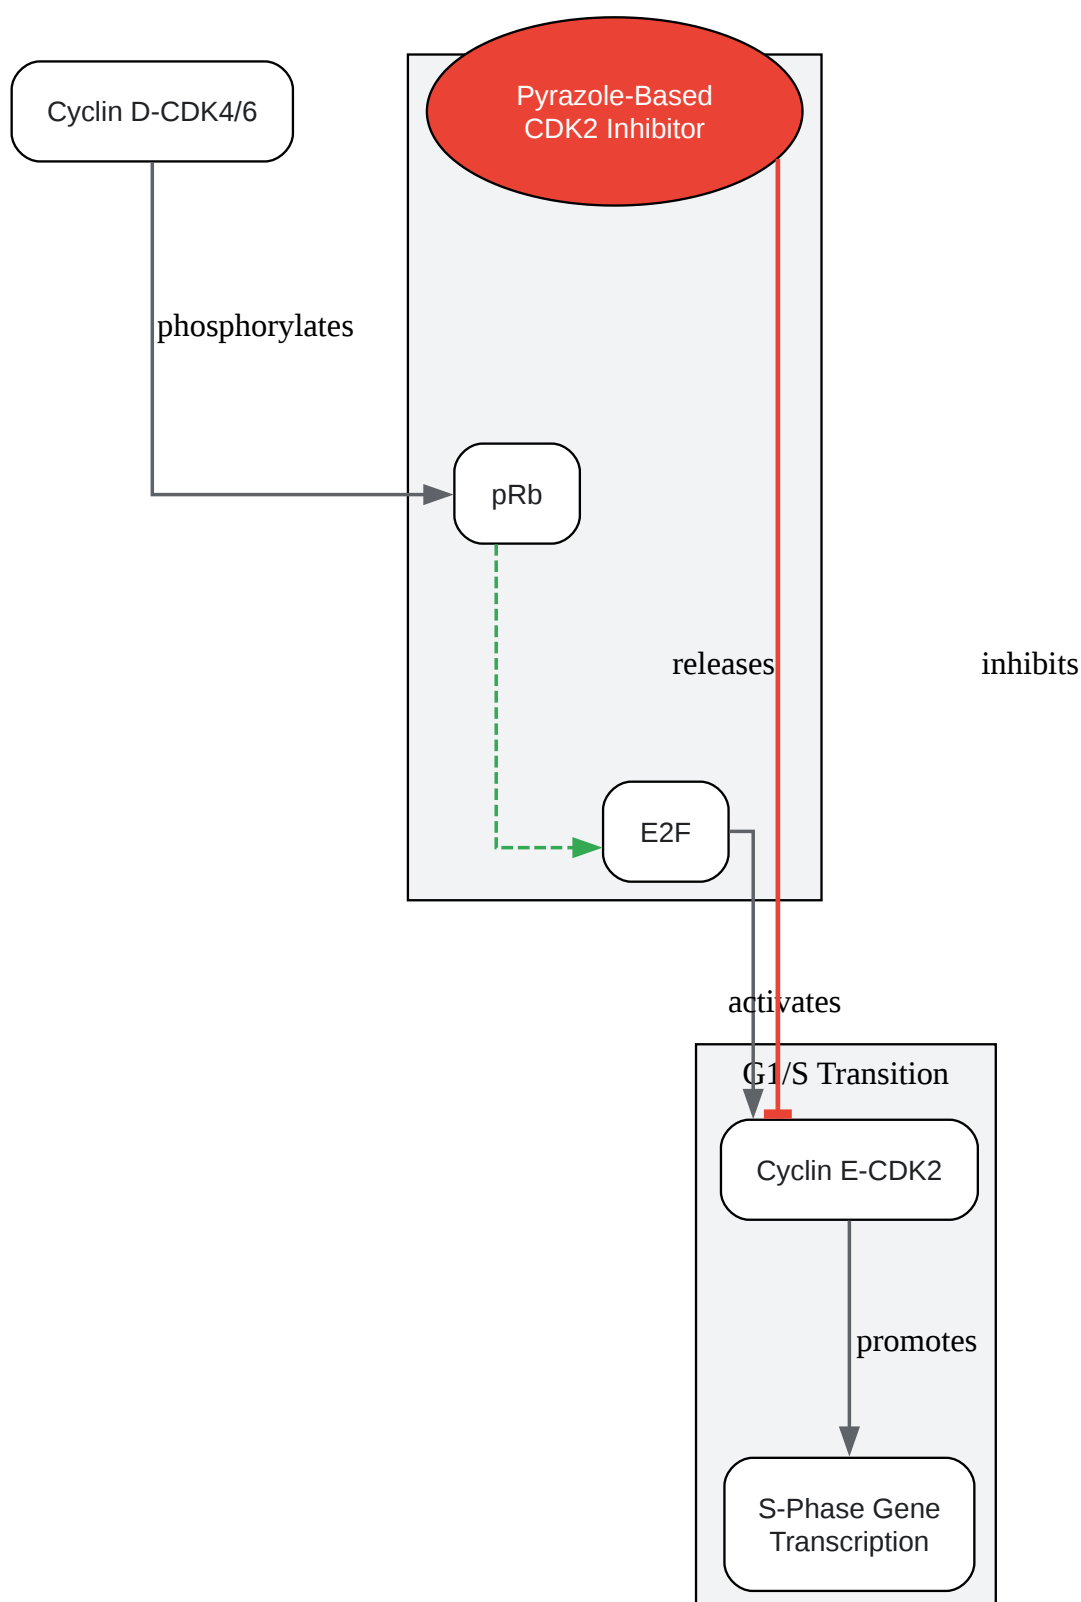 Pyrazole-Based
CDK2 Inhibitor
Cyclin D-CDK4/6
phosphorylates
pRb
releases
inhibits
E2F
activates
G1/S Transition
Cyclin E-CDK2
promotes
S-Phase Gene
Transcription